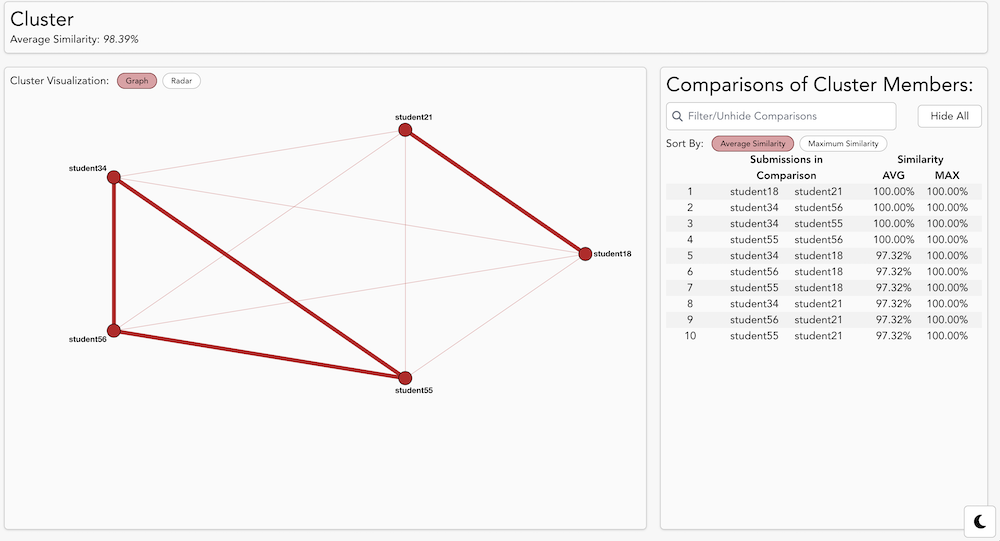 Cluster
Average Similarity: 98.39%
Cluster Visualization: Graph Radar
student21
student34
student18
student56
student55
Comparisons of Cluster Members:
Filter/Unhide Comparisons Hide All
Sort By: Average Similarity Maximum Similarity
Submissions in Similarity
Comparison AVG MAX
1 student18 student21 100.00% 100.00%
2 student34 student56 100.00% 100.00%
3 student34 student55 100.00% 100.00%
4 student55 student56 100.00% 100.00%
5 student34 student18 97.32% 100.00%
6 student56 student18 97.32% 100.00%
7 student55 student18 97.32% 100.00%
8 student34 student21 97.32% 100.00%
9 student56 student21 97.32% 100.00%
10 student55 student21 97.32% 100.00%